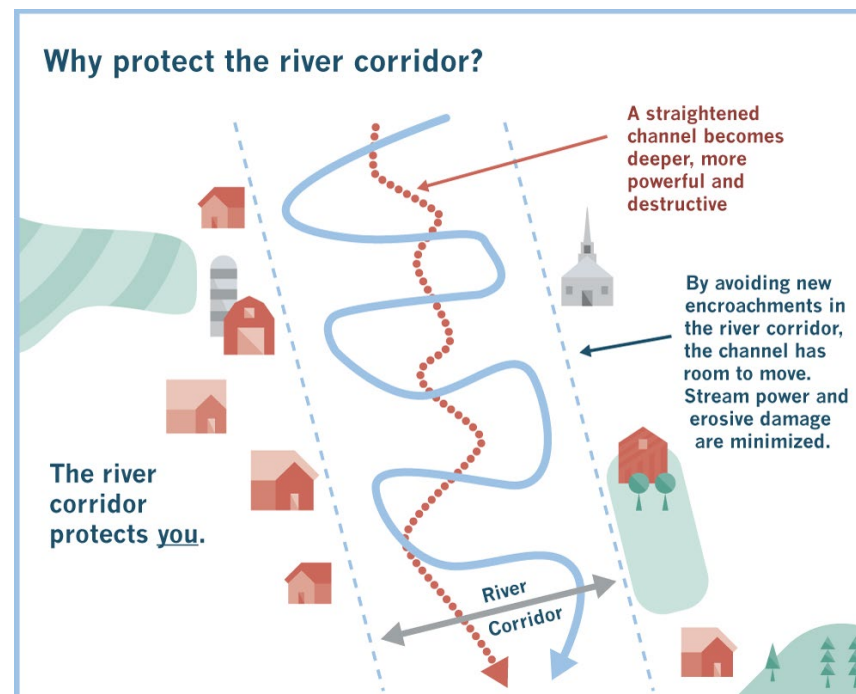 Why protect the river corridor?
A straightened
channel becomes
deeper, more
powerful and
destructive
By avoiding new
encroachments in
the river corridor,
the channel has
room to move.
Stream power and
erosive damage
are minimized.
The river
corridor
protects you.
River
Corridor